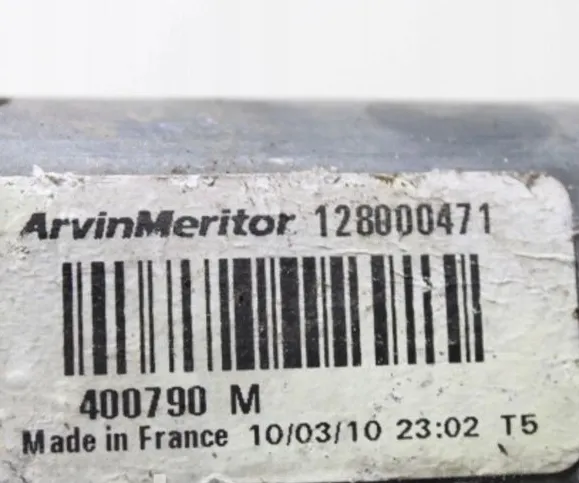 ArvinMeritor 128000471
400790 M
Made in France 10/03/10 23:02 T5